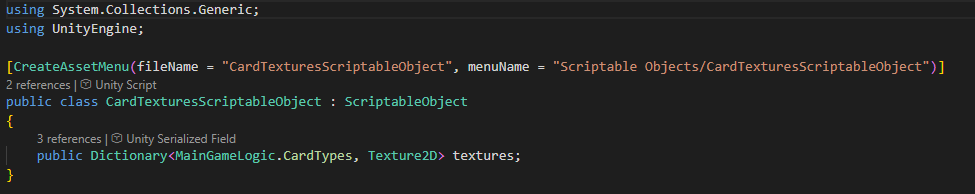 using System.Collections.Generic;
using UnityEngine;
[CreateAssetMenu(fileName = "CardTexturesScriptableObject", menuName = "Scriptable Objects/CardTexturesScriptableObject")]
2 references | Unity Script
public class CardTexturesScriptableObject : ScriptableObject
{
3 references | Unity Serialized Field
public Dictionary<MainGameLogic.CardTypes, Texture2D> textures;
}